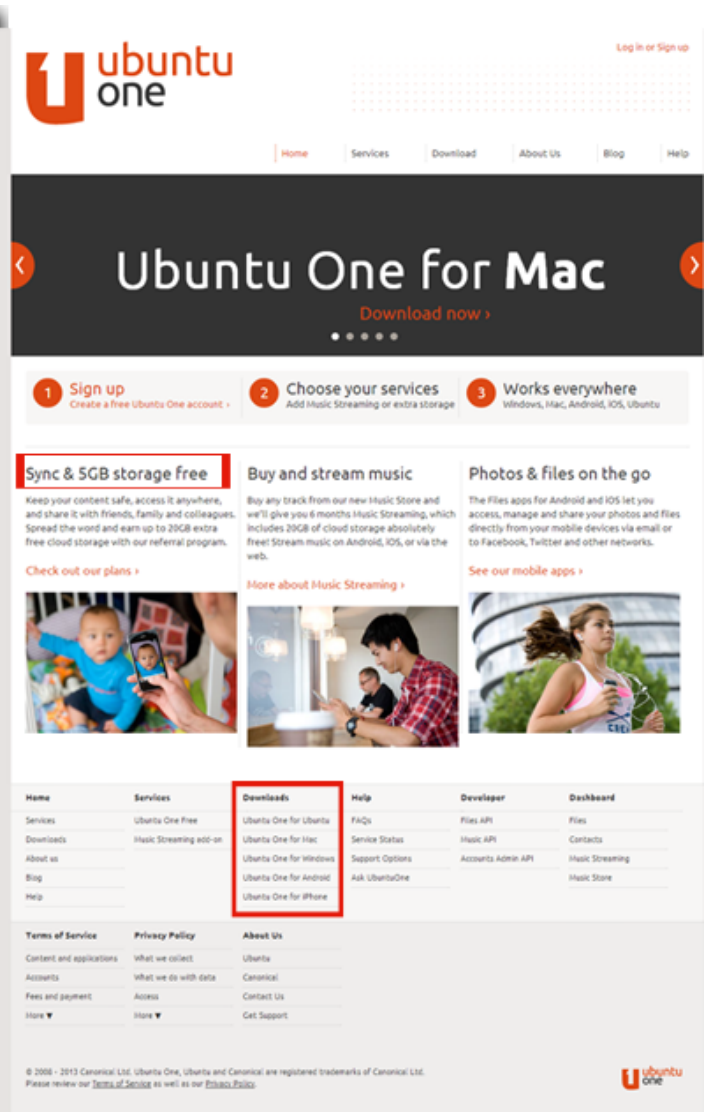 ubuntu
one
Log in or Sign up
Home
Services
Download
About Us
Blog
Help
Ubuntu One for Mac
Download now ›
1
Sign up
Create a free Ubuntu One account ›
2
Choose your services
Add Music Streaming or extra storage
3
Works everywhere
Windows, Mac, Android, iOS, Ubuntu
Sync & 5GB storage free
Keep your content safe, access it anywhere,
and share it with friends, family and colleagues.
Spread the word and earn up to 20GB extra
free cloud storage with our referral program.
Check out our plans ›
Buy and stream music
Buy any track from our new Music Store and
we'll give you 6 months Music Streaming, which
includes 20GB of cloud storage absolutely
free! Stream music on Android, iOS, or via the
web.
More about Music Streaming ›
Photos & files on the go
The Files apps for Android and iOS let you
access, manage and share your photos and files
directly from your mobile devices via email or
to Facebook, Twitter and other networks.
See our mobile apps ›
Home
Services
Downloads
About us
Blog
Help
Services
Ubuntu One Free
Music Streaming add-on
Downloads
Ubuntu One for Ubuntu
Ubuntu One for Mac
Ubuntu One for Windows
Ubuntu One for Android
Ubuntu One for iPhone
Help
FAQs
Service Status
Support Options
Ask UbuntuOne
Developer
Files API
Music API
Accounts Admin API
Dashboard
Files
Contacts
Music Streaming
Music Store
Terms of Service
Content and applications
Accounts
Fees and payment
More ▼
Privacy Policy
What we collect
What we do with data
Access
More ▼
About Us
Ubuntu
Canonical
Contact Us
Get Support
© 2008 - 2013 Canonical Ltd. Ubuntu One, Ubuntu and Canonical are registered trademarks of Canonical Ltd.
Please review our Terms of Service as well as our Privacy Policy.
ubuntu
one